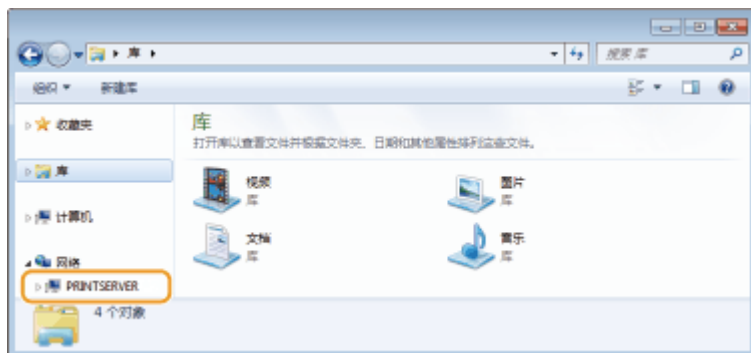 库
搜索 库
组织
新建库
收藏夹
库
计算机
网络
PRINTSERVER
库
打开库以查看文件并根据文件夹、日期和其他属性排列这些文件。
视频
库
图片
库
文档
库
音乐
库
4 个对象